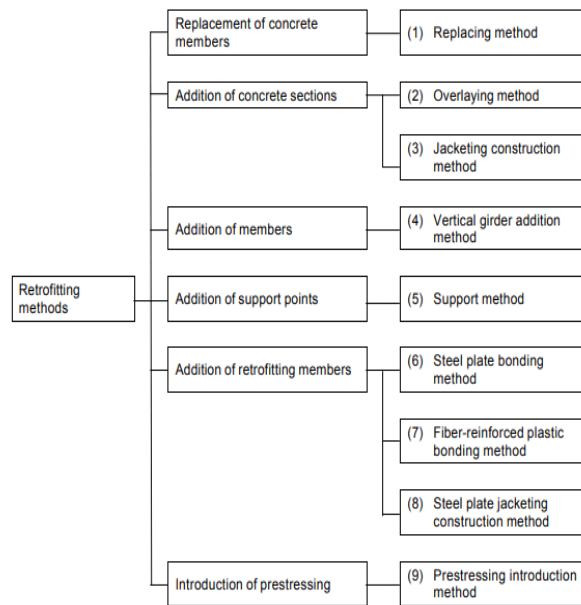 Replacement of concrete
members
(1) Replacing method
Addition of concrete sections
(2) Overlaying method
(3) Jacketing construction
method
Addition of members
(4) Vertical girder addition
method
Retrofitting
methods
Addition of support points
(5) Support method
Addition of retrofitting members
(6) Steel plate bonding
method
(7) Fiber-reinforced plastic
bonding method
(8) Steel plate jacketing
construction method
Introduction of prestressing
(9) Prestressing introduction
method